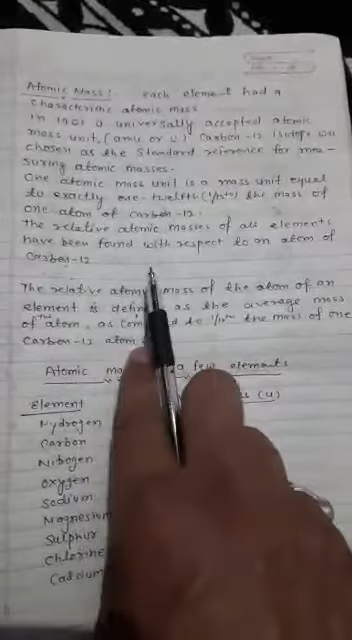 Atomic Mass: each element had a
characteristic atomic mass
in 1961 a universally accepted atomic
mass unit, (amu or u) Carbon-12 isotope was
chosen as the standard reference for mea-
suring atomic masses.
One atomic mass unit is a mass unit equal
to exactly one-twelfth (1/12th) the mass of
one atom of carbon-12.
The relative atomic masses of all elements
have been found with respect to an atom of
Carbon-12
The relative atomic mass of the atom of an
element is defined as the average mass
of the atom, as to 1/12th the mass of one
Carbon-12 atom
Atomic a few elements
Element (u)
Hydrogen
Carbon
Nitogen
Oxygen
Sodium
Magnesium
Sulphur
Chlorine
Calcium